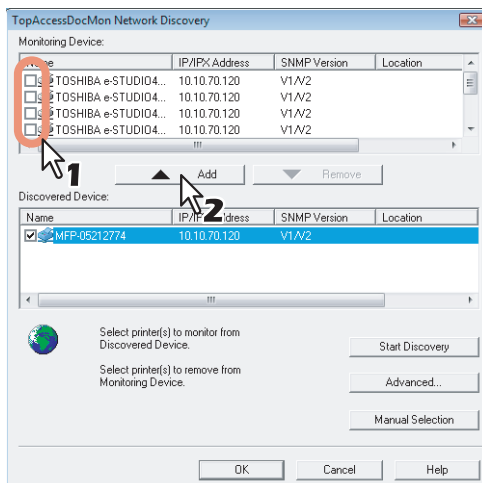 TopAccessDocMon Network Discovery
Monitoring Device:
Name IP/IPX Address SNMP Version Location
TOSHIBA e-STUDIO4... 10.10.70.120 V1/V2
TOSHIBA e-STUDIO4... 10.10.70.120 V1/V2
TOSHIBA e-STUDIO4... 10.10.70.120 V1/V2
TOSHIBA e-STUDIO4... 10.10.70.120 V1/V2
1
Add Remove
2
Discovered Device:
Name IP/IPX Address SNMP Version Location
MFP-05212774 10.10.70.120 V1/V2
Select printer(s) to monitor from
Discovered Device.
Start Discovery
Select printer(s) to remove from
Monitoring Device.
Advanced...
Manual Selection
OK Cancel Help